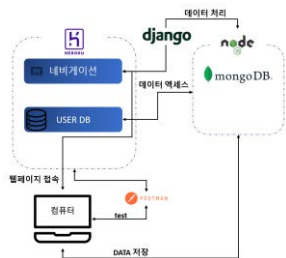 데이터 처리
HEROKU
django
node
네비게이션
mongoDB
데이터 액세스
USER DB
웹페이지 접속
POSTMAN
컴퓨터
test
DATA 저장